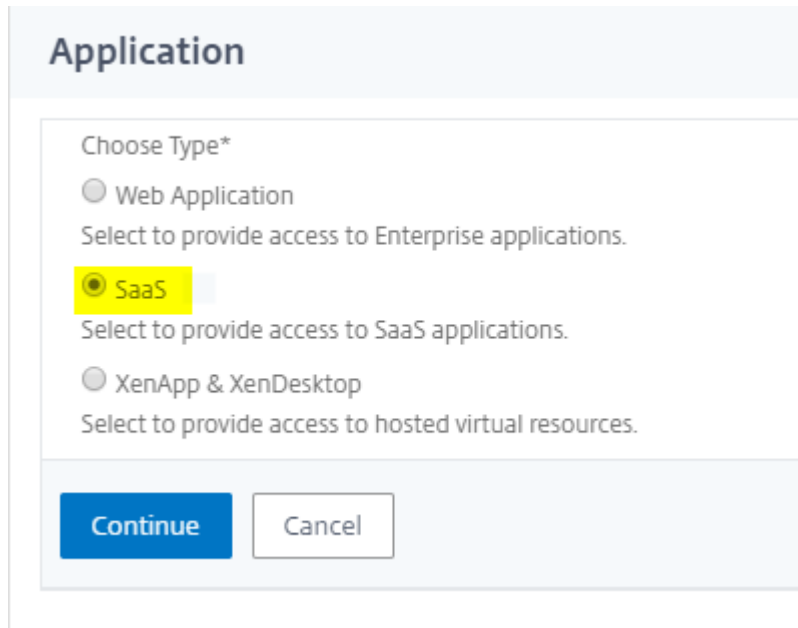 Application
Choose Type*
Web Application
Select to provide access to Enterprise applications.
SaaS
Select to provide access to SaaS applications.
XenApp & XenDesktop
Select to provide access to hosted virtual resources.
Continue
Cancel